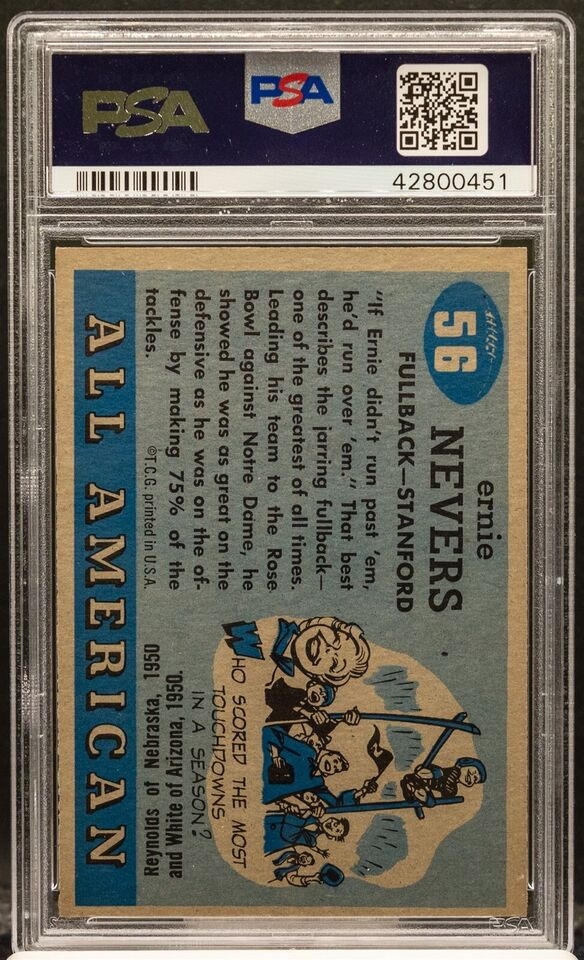 PSA
PSA
42800451
56
ernie
NEVERS
FULLBACK—STANFORD
"If Ernie didn't run past 'em,
he'd run over 'em." That best
describes the jarring fullback—
one of the greatest of all times.
Leading his team to the Rose
Bowl against Notre Dame, he
showed he was as great on the
defensive as he was on the of-
fense by making 75% of the
tackles.
©T.C.G. printed in U.S.A.
WHO SCORED THE MOST
TOUCHDOWNS
IN A SEASON?
Reynolds of Nebraska, 1950
and White of Arizona, 1950.
ALL AMERICAN
PSA